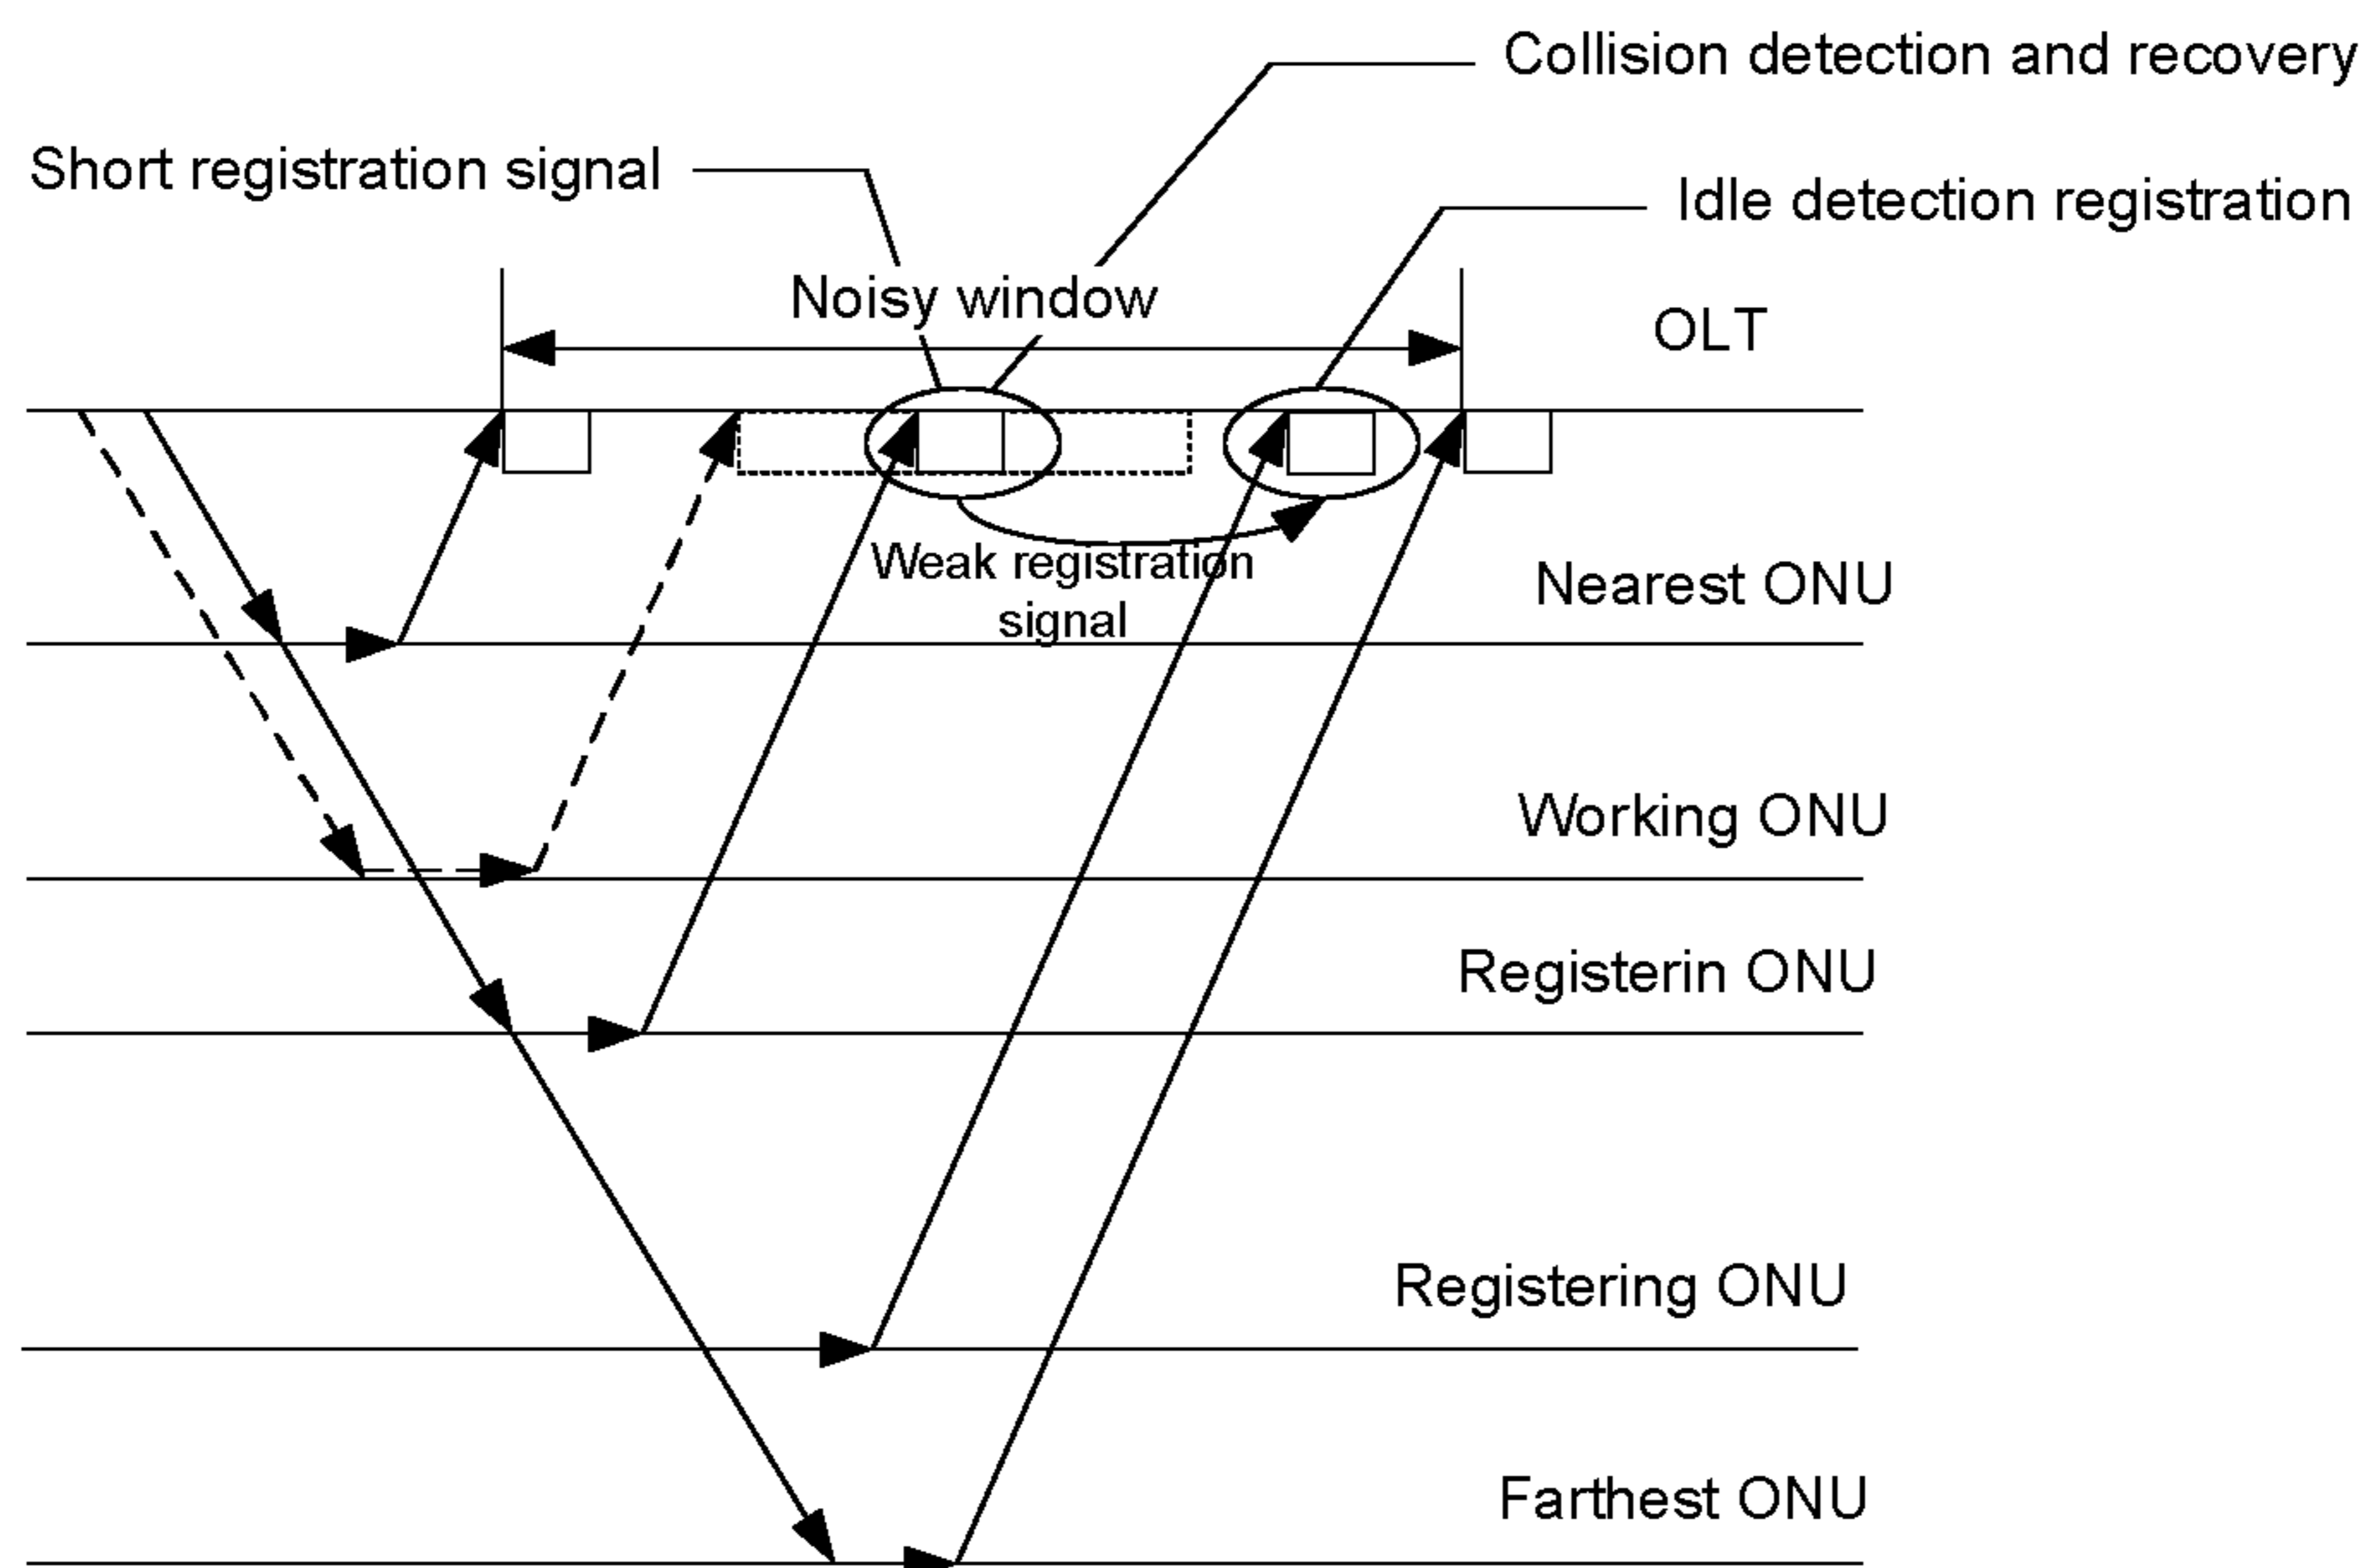 Collision detection and recovery
Short registration signal
Idle detection registration
Noisy window
OLT
Weak registration
signal
Nearest ONU
Working ONU
Registerin ONU
Registering ONU
Farthest ONU